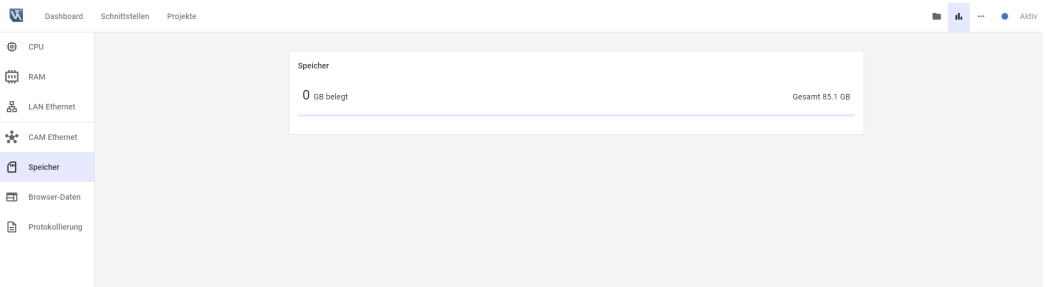 Dashboard Schnittstellen Projekte Aktiv
CPU
RAM
LAN Ethernet
CAM Ethernet
Speicher
Browser-Daten
Protokollierung
Speicher
0 GB belegt Gesamt 85.1 GB